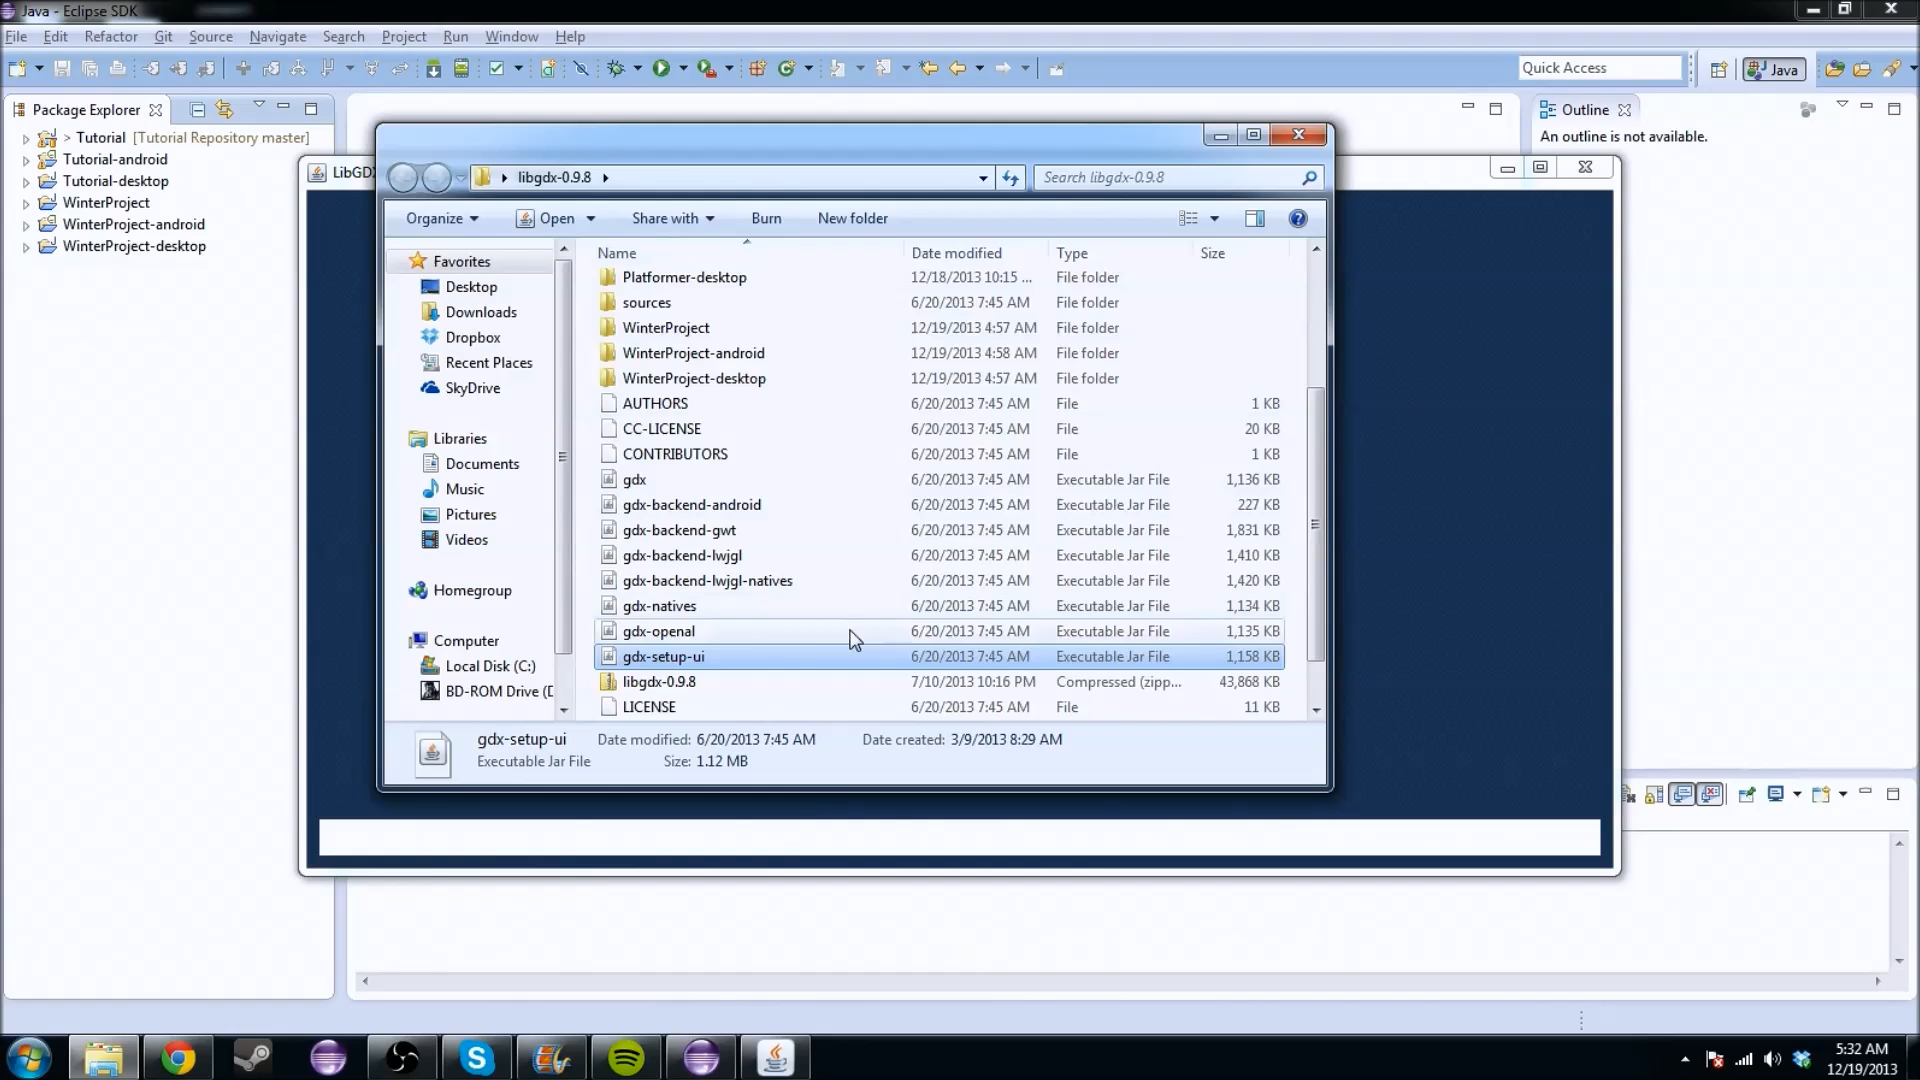 Java - Eclipse SDK
File Edit Refactor Git Source Navigate Search Project Run Window Help
Quick Access
Java
Package Explorer
> Tutorial [Tutorial Repository master]
Tutorial-android
Tutorial-desktop
WinterProject
WinterProject-android
WinterProject-desktop
Outline
An outline is not available.
LibGD
libgdx-0.9.8
Search libgdx-0.9.8
Organize Open Share with Burn New folder
Favorites
Desktop
Downloads
Dropbox
Recent Places
SkyDrive
Libraries
Documents
Music
Pictures
Videos
Homegroup
Computer
Local Disk (C:)
BD-ROM Drive (D
Name Date modified Type Size
Platformer-desktop 12/18/2013 10:15 ... File folder
sources 6/20/2013 7:45 AM File folder
WinterProject 12/19/2013 4:57 AM File folder
WinterProject-android 12/19/2013 4:58 AM File folder
WinterProject-desktop 12/19/2013 4:57 AM File folder
AUTHORS 6/20/2013 7:45 AM File 1 KB
CC-LICENSE 6/20/2013 7:45 AM File 20 KB
CONTRIBUTORS 6/20/2013 7:45 AM File 1 KB
gdx 6/20/2013 7:45 AM Executable Jar File 1,136 KB
gdx-backend-android 6/20/2013 7:45 AM Executable Jar File 227 KB
gdx-backend-gwt 6/20/2013 7:45 AM Executable Jar File 1,831 KB
gdx-backend-lwjgl 6/20/2013 7:45 AM Executable Jar File 1,410 KB
gdx-backend-lwjgl-natives 6/20/2013 7:45 AM Executable Jar File 1,420 KB
gdx-natives 6/20/2013 7:45 AM Executable Jar File 1,134 KB
gdx-openal 6/20/2013 7:45 AM Executable Jar File 1,135 KB
gdx-setup-ui 6/20/2013 7:45 AM Executable Jar File 1,158 KB
libgdx-0.9.8 7/10/2013 10:16 PM Compressed (zipp... 43,868 KB
LICENSE 6/20/2013 7:45 AM File 11 KB
gdx-setup-ui Date modified: 6/20/2013 7:45 AM Date created: 3/9/2013 8:29 AM
Executable Jar File Size: 1.12 MB
5:32 AM
12/19/2013